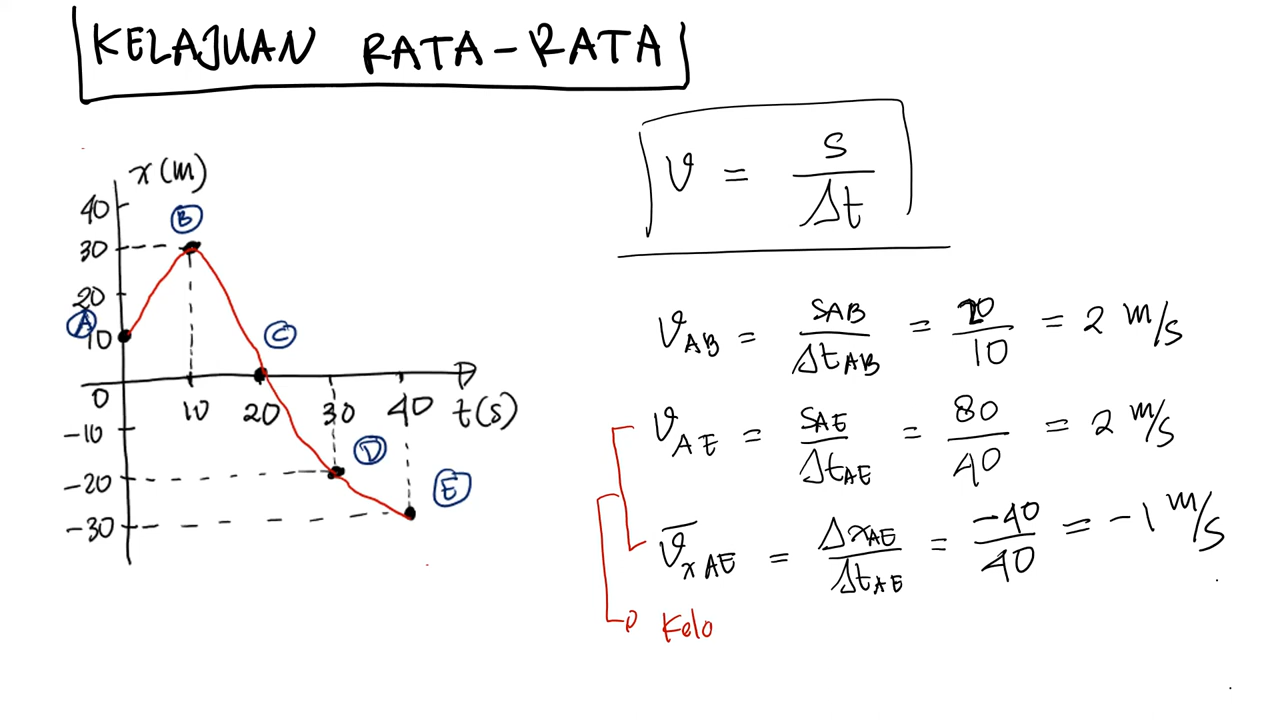 KELAJUAN RATA-RATA
x (m)
40
B
30
20
A
10
C
0
10 20 30 40 t(s)
-10
D
-20
E
-30
v = s/Δt
vAB = sAB/ΔtAB = 20/10 = 2 m/s
vAE = sAE/ΔtAE = 80/40 = 2 m/s
v̅xAE = ΔxAE/ΔtAE = -40/40 = -1 m/s
Kelo